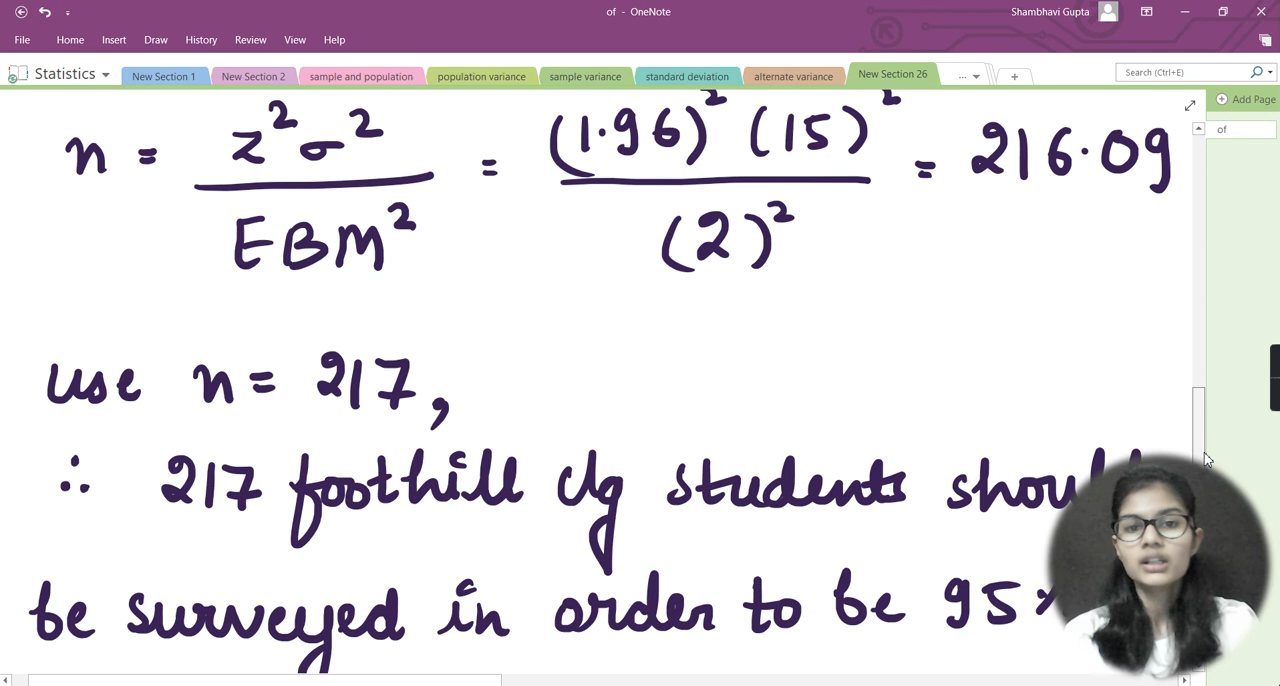 of - OneNote
Shambhavi Gupta
File Home Insert Draw History Review View Help
Statistics
New Section 1 New Section 2 sample and population population variance sample variance standard deviation alternate variance New Section 26 ...
Search (Ctrl+E)
Add Page
of
n = z² σ² / EBM² = (1.96)² (15)² / (2)² = 216.09
use n = 217,
∴ 217 foothill clg students should
be surveyed in order to be 95%